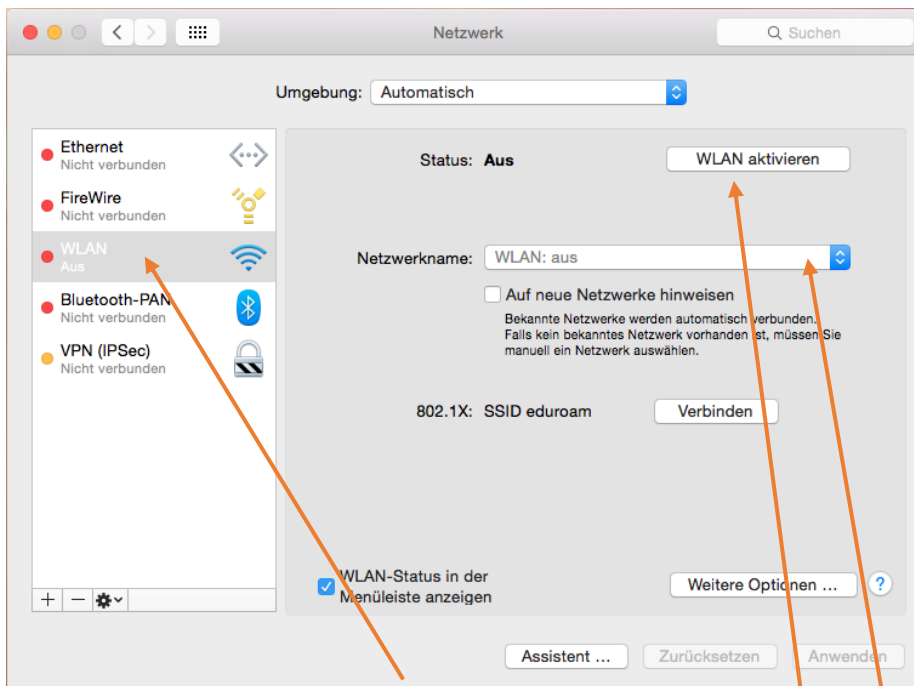 Netzwerk
Suchen
Umgebung: Automatisch
Ethernet
Nicht verbunden
FireWire
Nicht verbunden
WLAN
Aus
Bluetooth-PAN
Nicht verbunden
VPN (IPSec)
Nicht verbunden
Status: Aus
WLAN aktivieren
Netzwerkname: WLAN: aus
Auf neue Netzwerke hinweisen
Bekannte Netzwerke werden automatisch verbunden.
Falls kein bekanntes Netzwerk vorhanden ist, müssen Sie
manuell ein Netzwerk auswählen.
802.1X: SSID eduroam Verbinden
WLAN-Status in der
Menüleiste anzeigen
Weitere Optionen ... ?
Assistent ... Zurücksetzen Anwenden